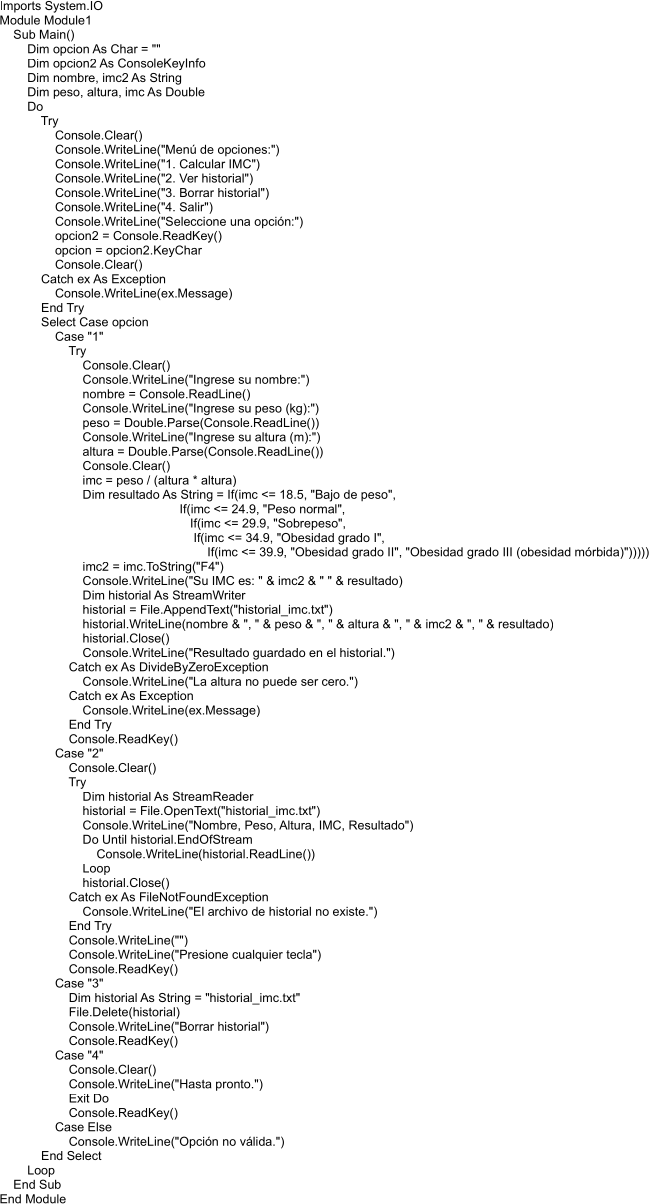 Imports System.IO
Module Module1
Sub Main()
Dim opcion As Char = ""
Dim opcion2 As ConsoleKeyInfo
Dim nombre, imc2 As String
Dim peso, altura, imc As Double
Do
Try
Console.Clear()
Console.WriteLine("Menú de opciones:")
Console.WriteLine("1. Calcular IMC")
Console.WriteLine("2. Ver historial")
Console.WriteLine("3. Borrar historial")
Console.WriteLine("4. Salir")
Console.WriteLine("Seleccione una opción:")
opcion2 = Console.ReadKey()
opcion = opcion2.KeyChar
Console.Clear()
Catch ex As Exception
Console.WriteLine(ex.Message)
End Try
Select Case opcion
Case "1"
Try
Console.Clear()
Console.WriteLine("Ingrese su nombre:")
nombre = Console.ReadLine()
Console.WriteLine("Ingrese su peso (kg):")
peso = Double.Parse(Console.ReadLine())
Console.WriteLine("Ingrese su altura (m):")
altura = Double.Parse(Console.ReadLine())
Console.Clear()
imc = peso / (altura * altura)
Dim resultado As String = If(imc <= 18.5, "Bajo de peso",
If(imc <= 24.9, "Peso normal",
If(imc <= 29.9, "Sobrepeso",
If(imc <= 34.9, "Obesidad grado I",
If(imc <= 39.9, "Obesidad grado II", "Obesidad grado III (obesidad mórbida)")))))
imc2 = imc.ToString("F4")
Console.WriteLine("Su IMC es: " & imc2 & " " & resultado)
Dim historial As StreamWriter
historial = File.AppendText("historial_imc.txt")
historial.WriteLine(nombre & ", " & peso & ", " & altura & ", " & imc2 & ", " & resultado)
historial.Close()
Console.WriteLine("Resultado guardado en el historial.")
Catch ex As DivideByZeroException
Console.WriteLine("La altura no puede ser cero.")
Catch ex As Exception
Console.WriteLine(ex.Message)
End Try
Console.ReadKey()
Case "2"
Console.Clear()
Try
Dim historial As StreamReader
historial = File.OpenText("historial_imc.txt")
Console.WriteLine("Nombre, Peso, Altura, IMC, Resultado")
Do Until historial.EndOfStream
Console.WriteLine(historial.ReadLine())
Loop
historial.Close()
Catch ex As FileNotFoundException
Console.WriteLine("El archivo de historial no existe.")
End Try
Console.WriteLine("")
Console.WriteLine("Presione cualquier tecla")
Console.ReadKey()
Case "3"
Dim historial As String = "historial_imc.txt"
File.Delete(historial)
Console.WriteLine("Borrar historial")
Console.ReadKey()
Case "4"
Console.Clear()
Console.WriteLine("Hasta pronto.")
Exit Do
Console.ReadKey()
Case Else
Console.WriteLine("Opción no válida.")
End Select
Loop
End Sub
End Module